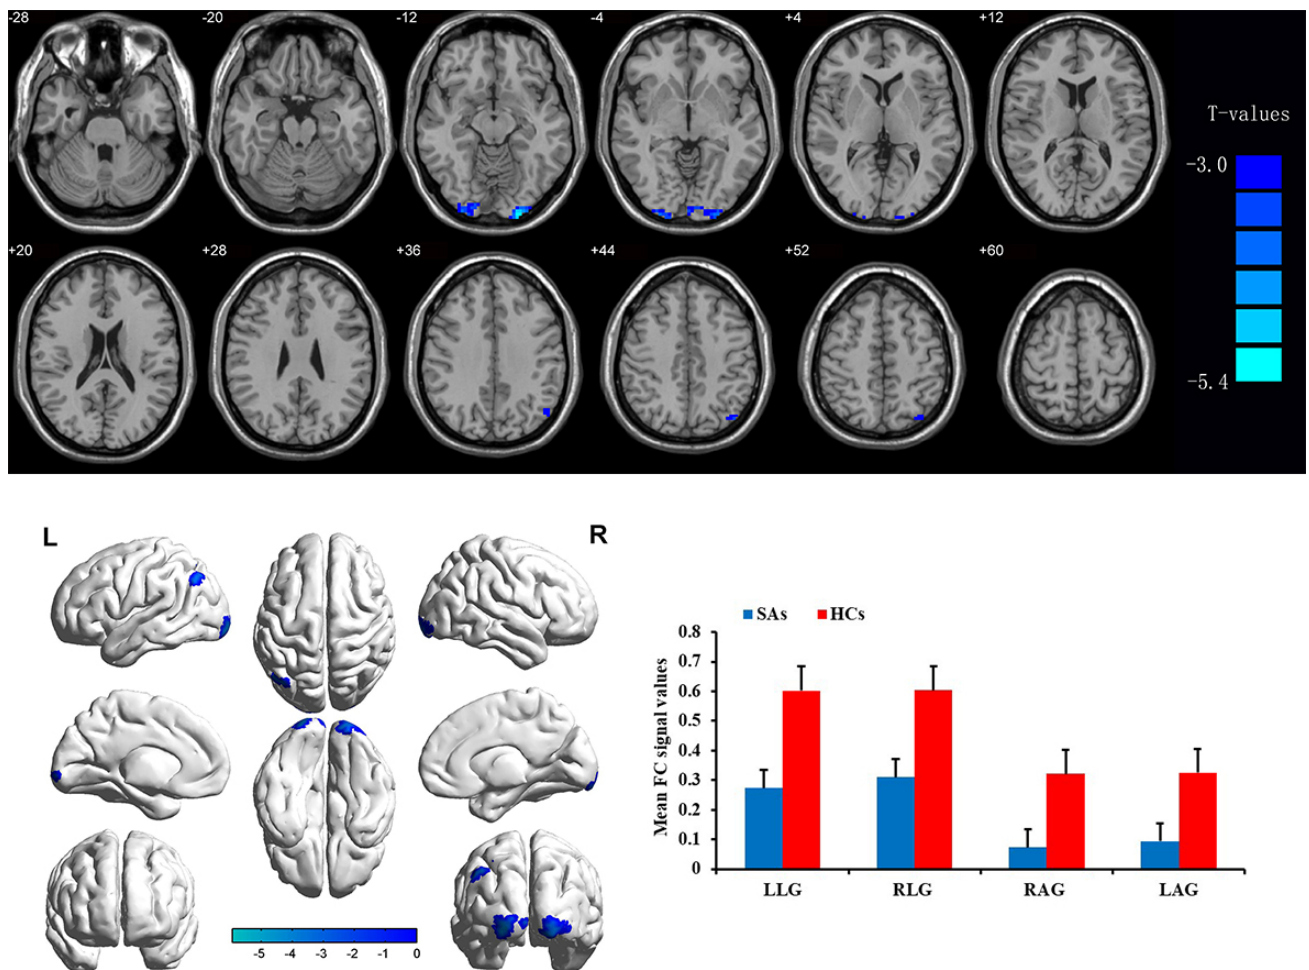 -28 -20 -12 -4 +4 +12
T-values
-3.0
+20 +28 +36 +44 +52 +60
-5.4
L R
SAs HCs
0.8
0.7
0.6
0.5
0.4
0.3
0.2
0.1
0
Mean FC signal values
LLG RLG RAG LAG
-5 -4 -3 -2 -1 0